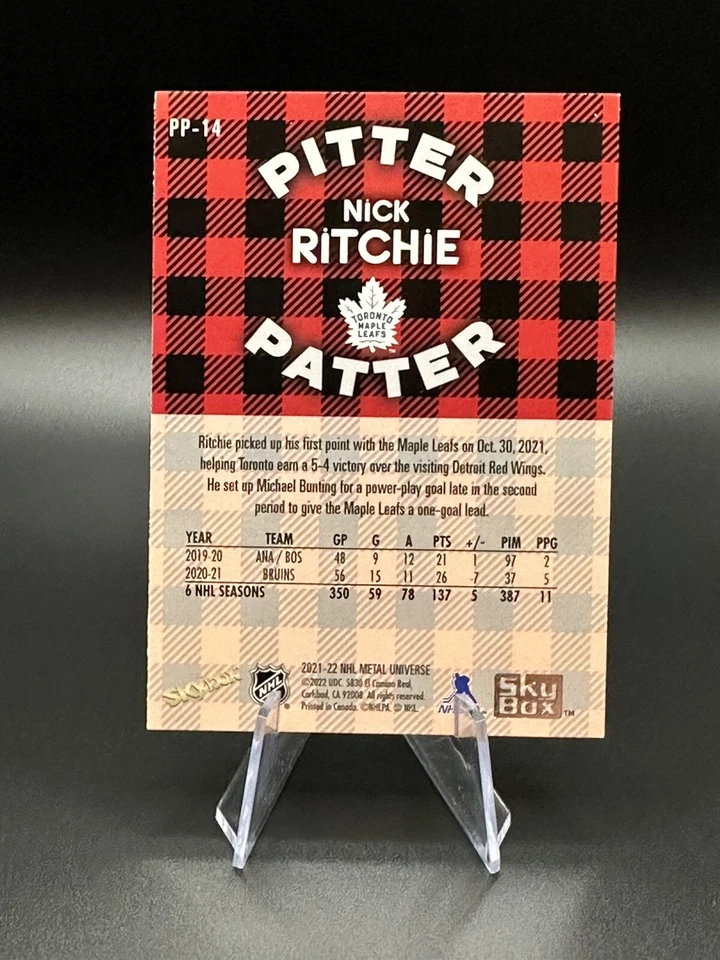 PP-14
PITTER
NiCK
RiTCHiE
TORONTO
MAPLE
LEAFS
™
PATTER
Ritchie picked up his first point with the Maple Leafs on Oct. 30, 2021,
helping Toronto earn a 5-4 victory over the visiting Detroit Red Wings.
He set up Michael Bunting for a power-play goal late in the second
period to give the Maple Leafs a one-goal lead.
YEAR TEAM GP G A PTS +/- PIM PPG
2019-20 ANA / BOS 48 9 12 21 1 97 2
2020-21 BRUINS 56 15 11 26 -7 37 5
6 NHL SEASONS 350 59 78 137 5 387 11
2021-22 NHL METAL UNIVERSE
©2022 UDC. 5830 El Camino Real,
Carlsbad, CA 92008. All rights reserved.
Printed in Canada. ©NHLPA. © NHL.
SKYBOX
NHL
®
Sky
Box
™